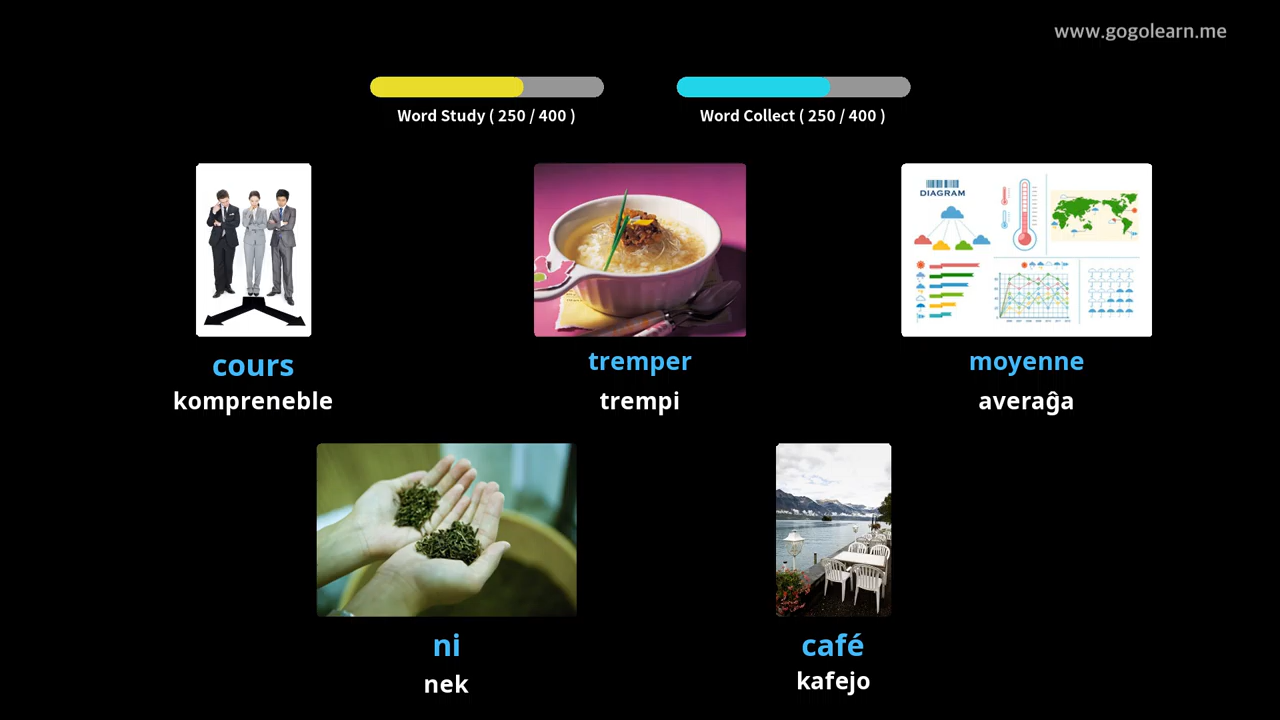 www.gogolearn.me
Word Study ( 250 / 400 )
Word Collect ( 250 / 400 )
DIAGRAM
cours
kompreneble
tremper
trempi
moyenne
averaĝa
ni
nek
café
kafejo